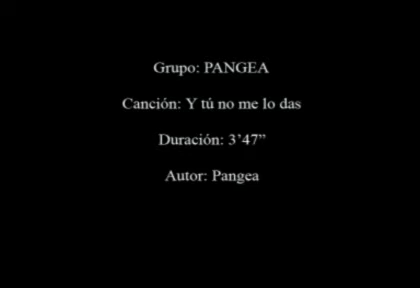 Grupo: PANGEA
Canción: Y tú no me lo das
Duración: 3’47”
Autor: Pangea